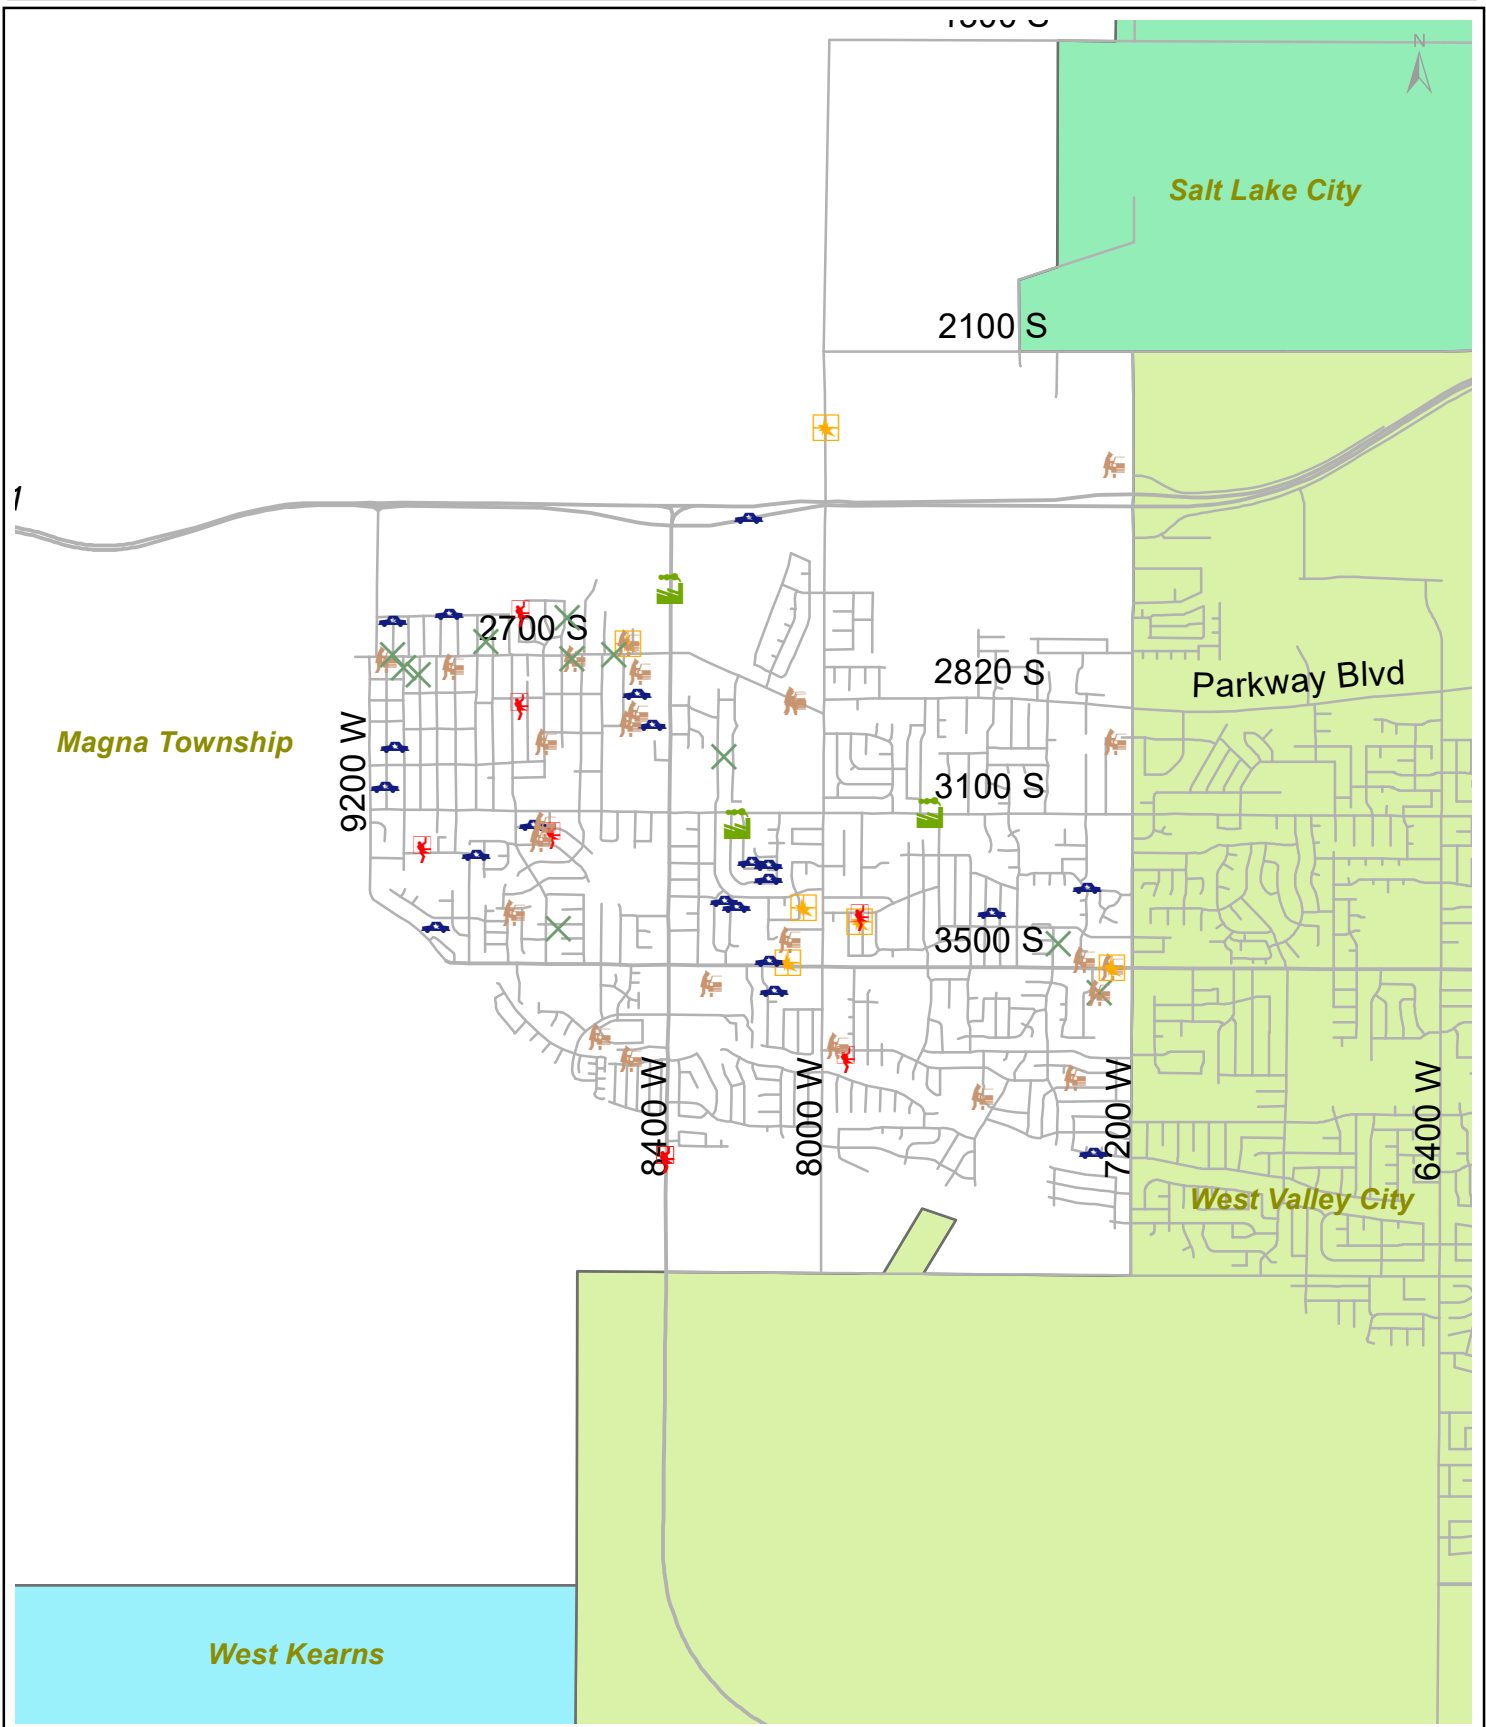 N
Salt Lake City
2100 S
2700 S
2820 S
Parkway Blvd
Magna Township
9200 W
3100 S
3500 S
8400 W
8000 W
7200 W
6400 W
West Valley City
West Kearns